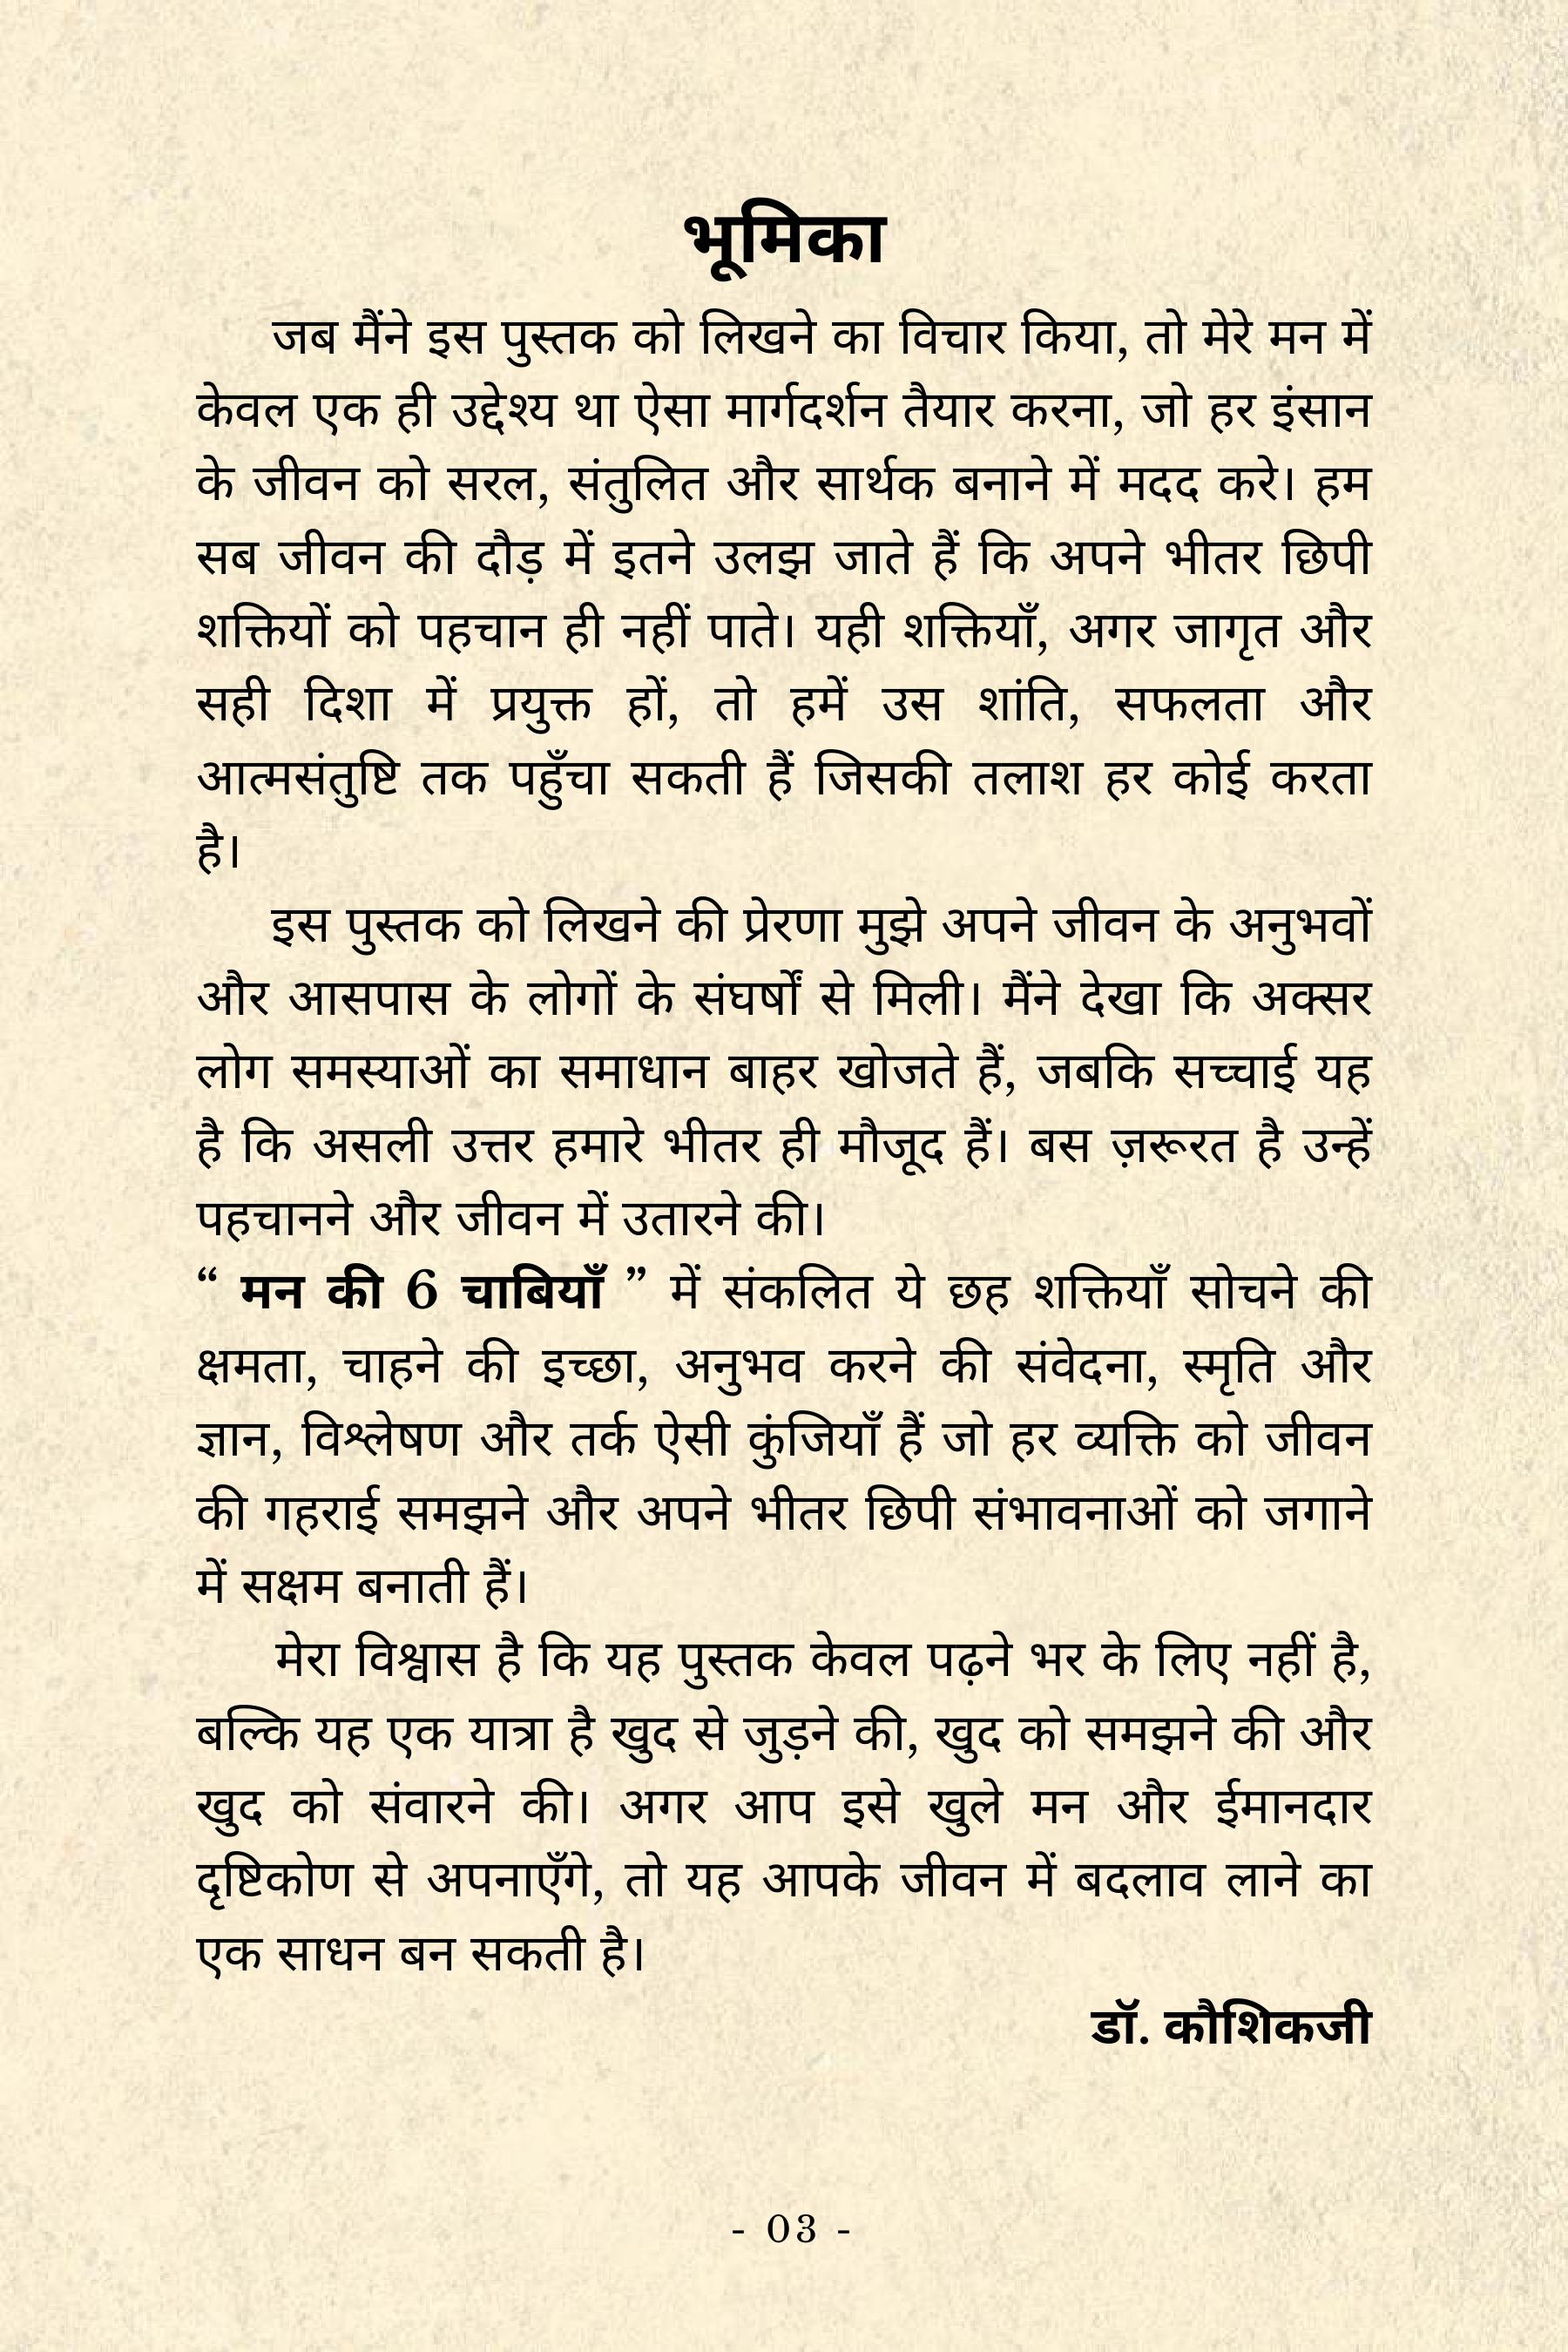 भूमिका
जब मैंने इस पुस्तक को लिखने का विचार किया, तो मेरे मन में
केवल एक ही उद्देश्य था ऐसा मार्गदर्शन तैयार करना, जो हर इंसान
के जीवन को सरल, संतुलित और सार्थक बनाने में मदद करे। हम
सब जीवन की दौड़ में इतने उलझ जाते हैं कि अपने भीतर छिपी
शक्तियों को पहचान ही नहीं पाते। यही शक्तियाँ, अगर जागृत और
सही दिशा में प्रयुक्त हों, तो हमें उस शांति, सफलता और
आत्मसंतुष्टि तक पहुँचा सकती हैं जिसकी तलाश हर कोई करता
है।
इस पुस्तक को लिखने की प्रेरणा मुझे अपने जीवन के अनुभवों
और आसपास के लोगों के संघर्षों से मिली। मैंने देखा कि अक्सर
लोग समस्याओं का समाधान बाहर खोजते हैं, जबकि सच्चाई यह
है कि असली उत्तर हमारे भीतर ही मौजूद हैं। बस ज़रूरत है उन्हें
पहचानने और जीवन में उतारने की।
“ मन की 6 चाबियाँ ” में संकलित ये छह शक्तियाँ सोचने की
क्षमता, चाहने की इच्छा, अनुभव करने की संवेदना, स्मृति और
ज्ञान, विश्लेषण और तर्क ऐसी कुंजियाँ हैं जो हर व्यक्ति को जीवन
की गहराई समझने और अपने भीतर छिपी संभावनाओं को जगाने
में सक्षम बनाती हैं।
मेरा विश्वास है कि यह पुस्तक केवल पढ़ने भर के लिए नहीं है,
बल्कि यह एक यात्रा है खुद से जुड़ने की, खुद को समझने की और
खुद को संवारने की। अगर आप इसे खुले मन और ईमानदार
दृष्टिकोण से अपनाएँगे, तो यह आपके जीवन में बदलाव लाने का
एक साधन बन सकती है।
डॉ. कौशिकजी
- 03 -